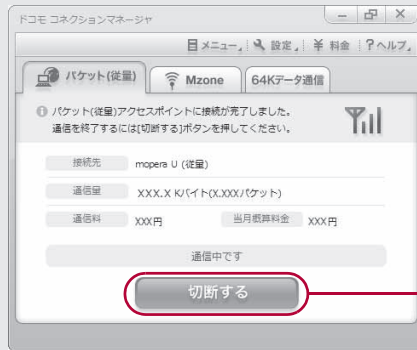 ドコモ コネクションマネージャ
メニュー 設定 ¥ 料金 ? ヘルプ
パケット(従量) Mzone 64Kデータ通信
パケット(従量)アクセスポイントに接続が完了しました。
通信を終了するには[切断する]ボタンを押してください。
接続先 mopera U (従量)
通信量 XXX.X Kバイト(X,XXXパケット)
通信料 XXX円 当月概算料金 XXX円
通信中です
切断する